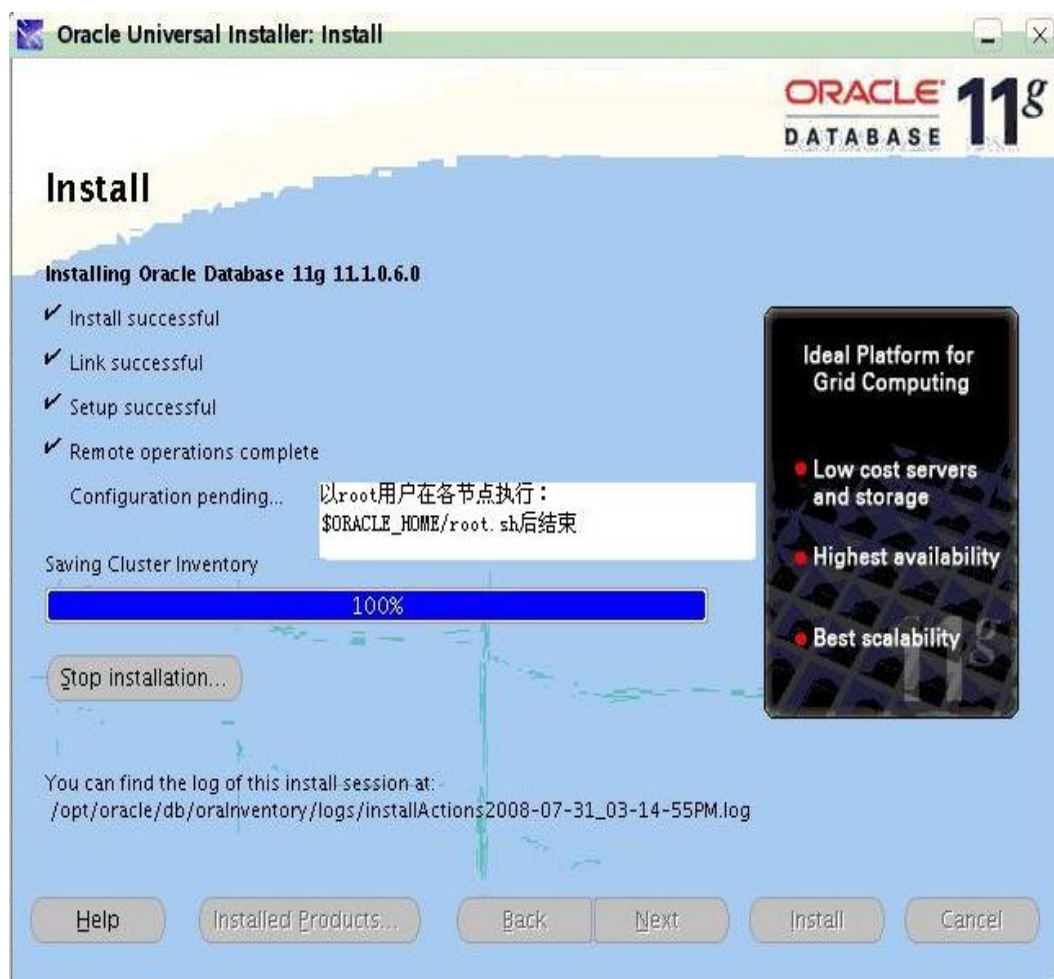 Oracle Universal Installer: Install
ORACLE 11g
DATABASE
Install
Installing Oracle Database 11g 11.1.0.6.0
Install successful
Link successful
Setup successful
Remote operations complete
Configuration pending...
以root用户在各节点执行：
$ORACLE_HOME/root.sh后结束
Saving Cluster Inventory
100%
Ideal Platform for
Grid Computing
Low cost servers
and storage
Highest availability
Best scalability
11g
Stop installation...
You can find the log of this install session at:
/opt/oracle/db/oraInventory/logs/installActions2008-07-31_03-14-55PM.log
Help
Installed Products...
Back
Next
Install
Cancel